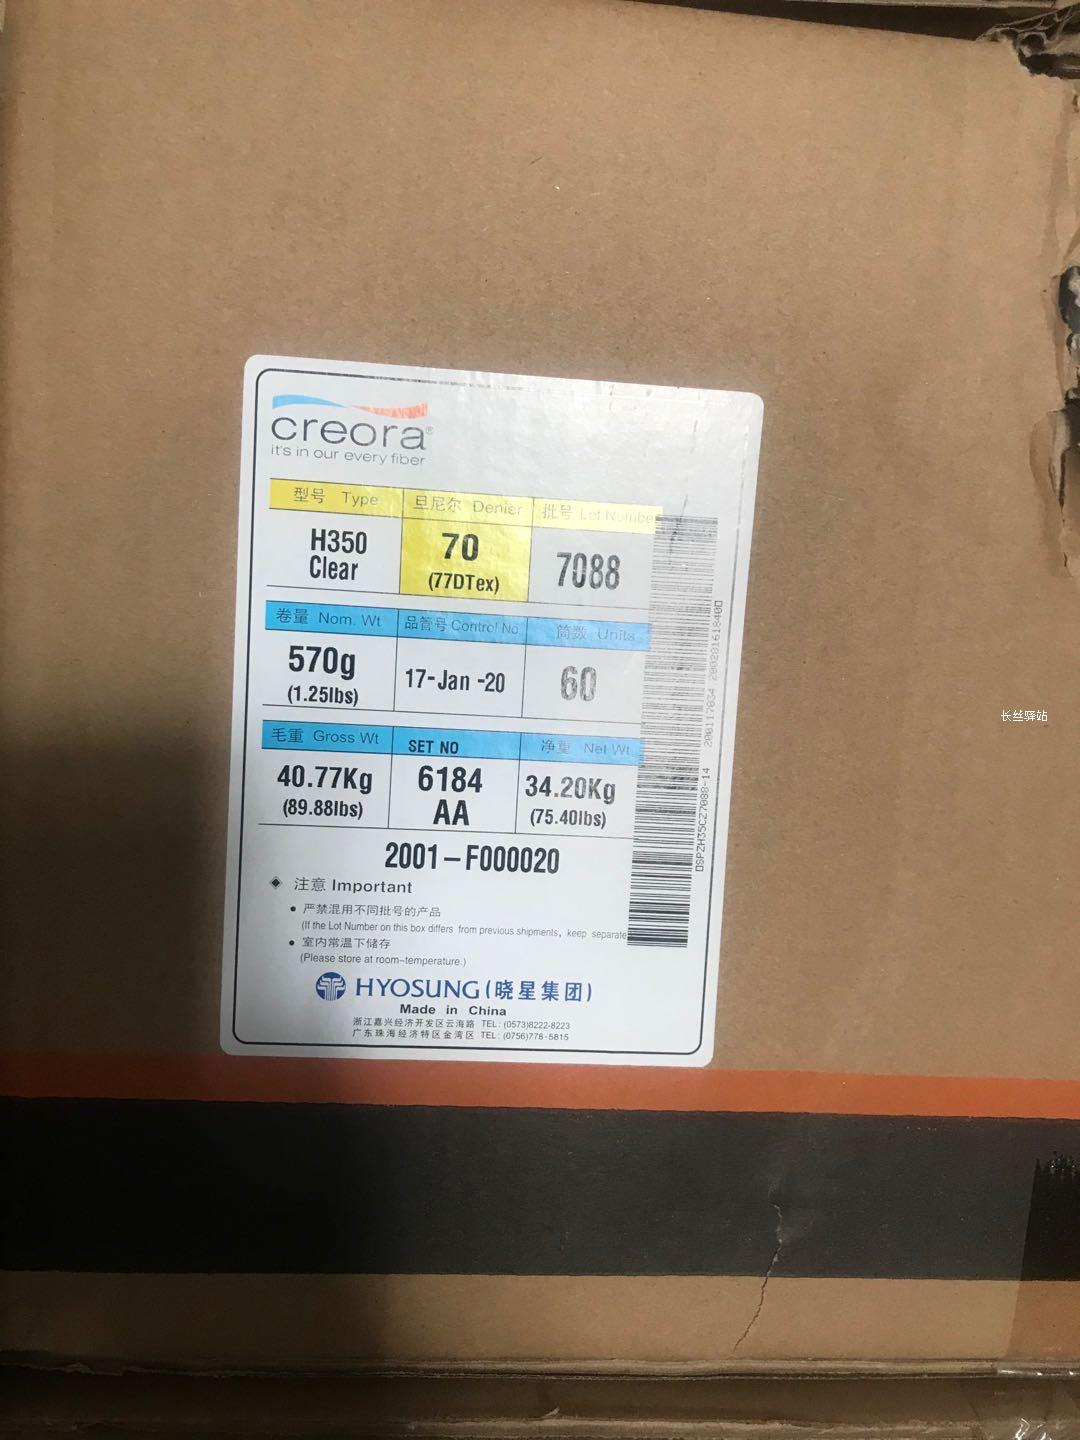 creora®
it's in our every fiber
型号 Type
旦尼尔 Denier
批号 Lot Number
H350
Clear
70
(77DTex)
7088
卷量 Nom. Wt
品管号 Control No.
筒数 Units
570g
(1.25lbs)
17-Jan -20
60
毛重 Gross Wt
SET NO
净重 Net Wt
40.77Kg
(89.88lbs)
6184
AA
34.20Kg
(75.40lbs)
2001-F000020
◈ 注意 Important
• 严禁混用不同批号的产品
(If the Lot Number on this box differs from previous shipments, keep separate
• 室内常温下储存
(Please store at room-temperature.)
HYOSUNG(晓星集团)
Made in China
浙江嘉兴经济开发区云海路 TEL: (0573)8222-8223
广东珠海经济特区金湾区 TEL: (0756)778-5815
长丝驿站